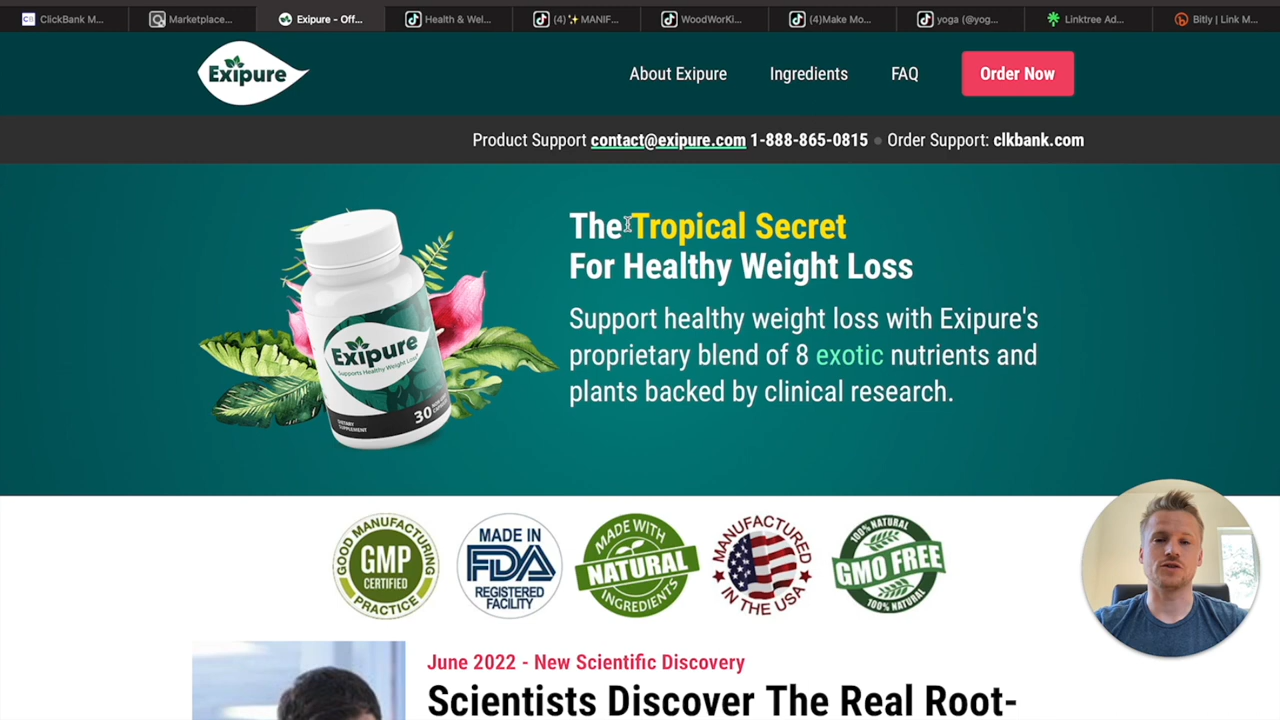 ClickBank M...
Marketplace...
Exipure - Off...
Health & Wel...
(4)✨ MANIF...
WoodWorKi...
(4)Make Mo...
yoga (@yog...
Linktree Ad...
Bitly | Link M...
Exipure
About Exipure
Ingredients
FAQ
Order Now
Product Support contact@exipure.com 1-888-865-0815 ● Order Support: clkbank.com
The Tropical Secret
For Healthy Weight Loss
Support healthy weight loss with Exipure's
proprietary blend of 8 exotic nutrients and
plants backed by clinical research.
Exipure
Supports Healthy Weight Loss
DIETARY
SUPPLEMENT
30
GOOD MANUFACTURING
GMP
CERTIFIED
PRACTICE
MADE IN
FDA
REGISTERED
FACILITY
MADE WITH
NATURAL
INGREDIENTS
MANUFACTURED
IN THE USA
100% NATURAL
GMO FREE
100% NATURAL
June 2022 - New Scientific Discovery
Scientists Discover The Real Root-